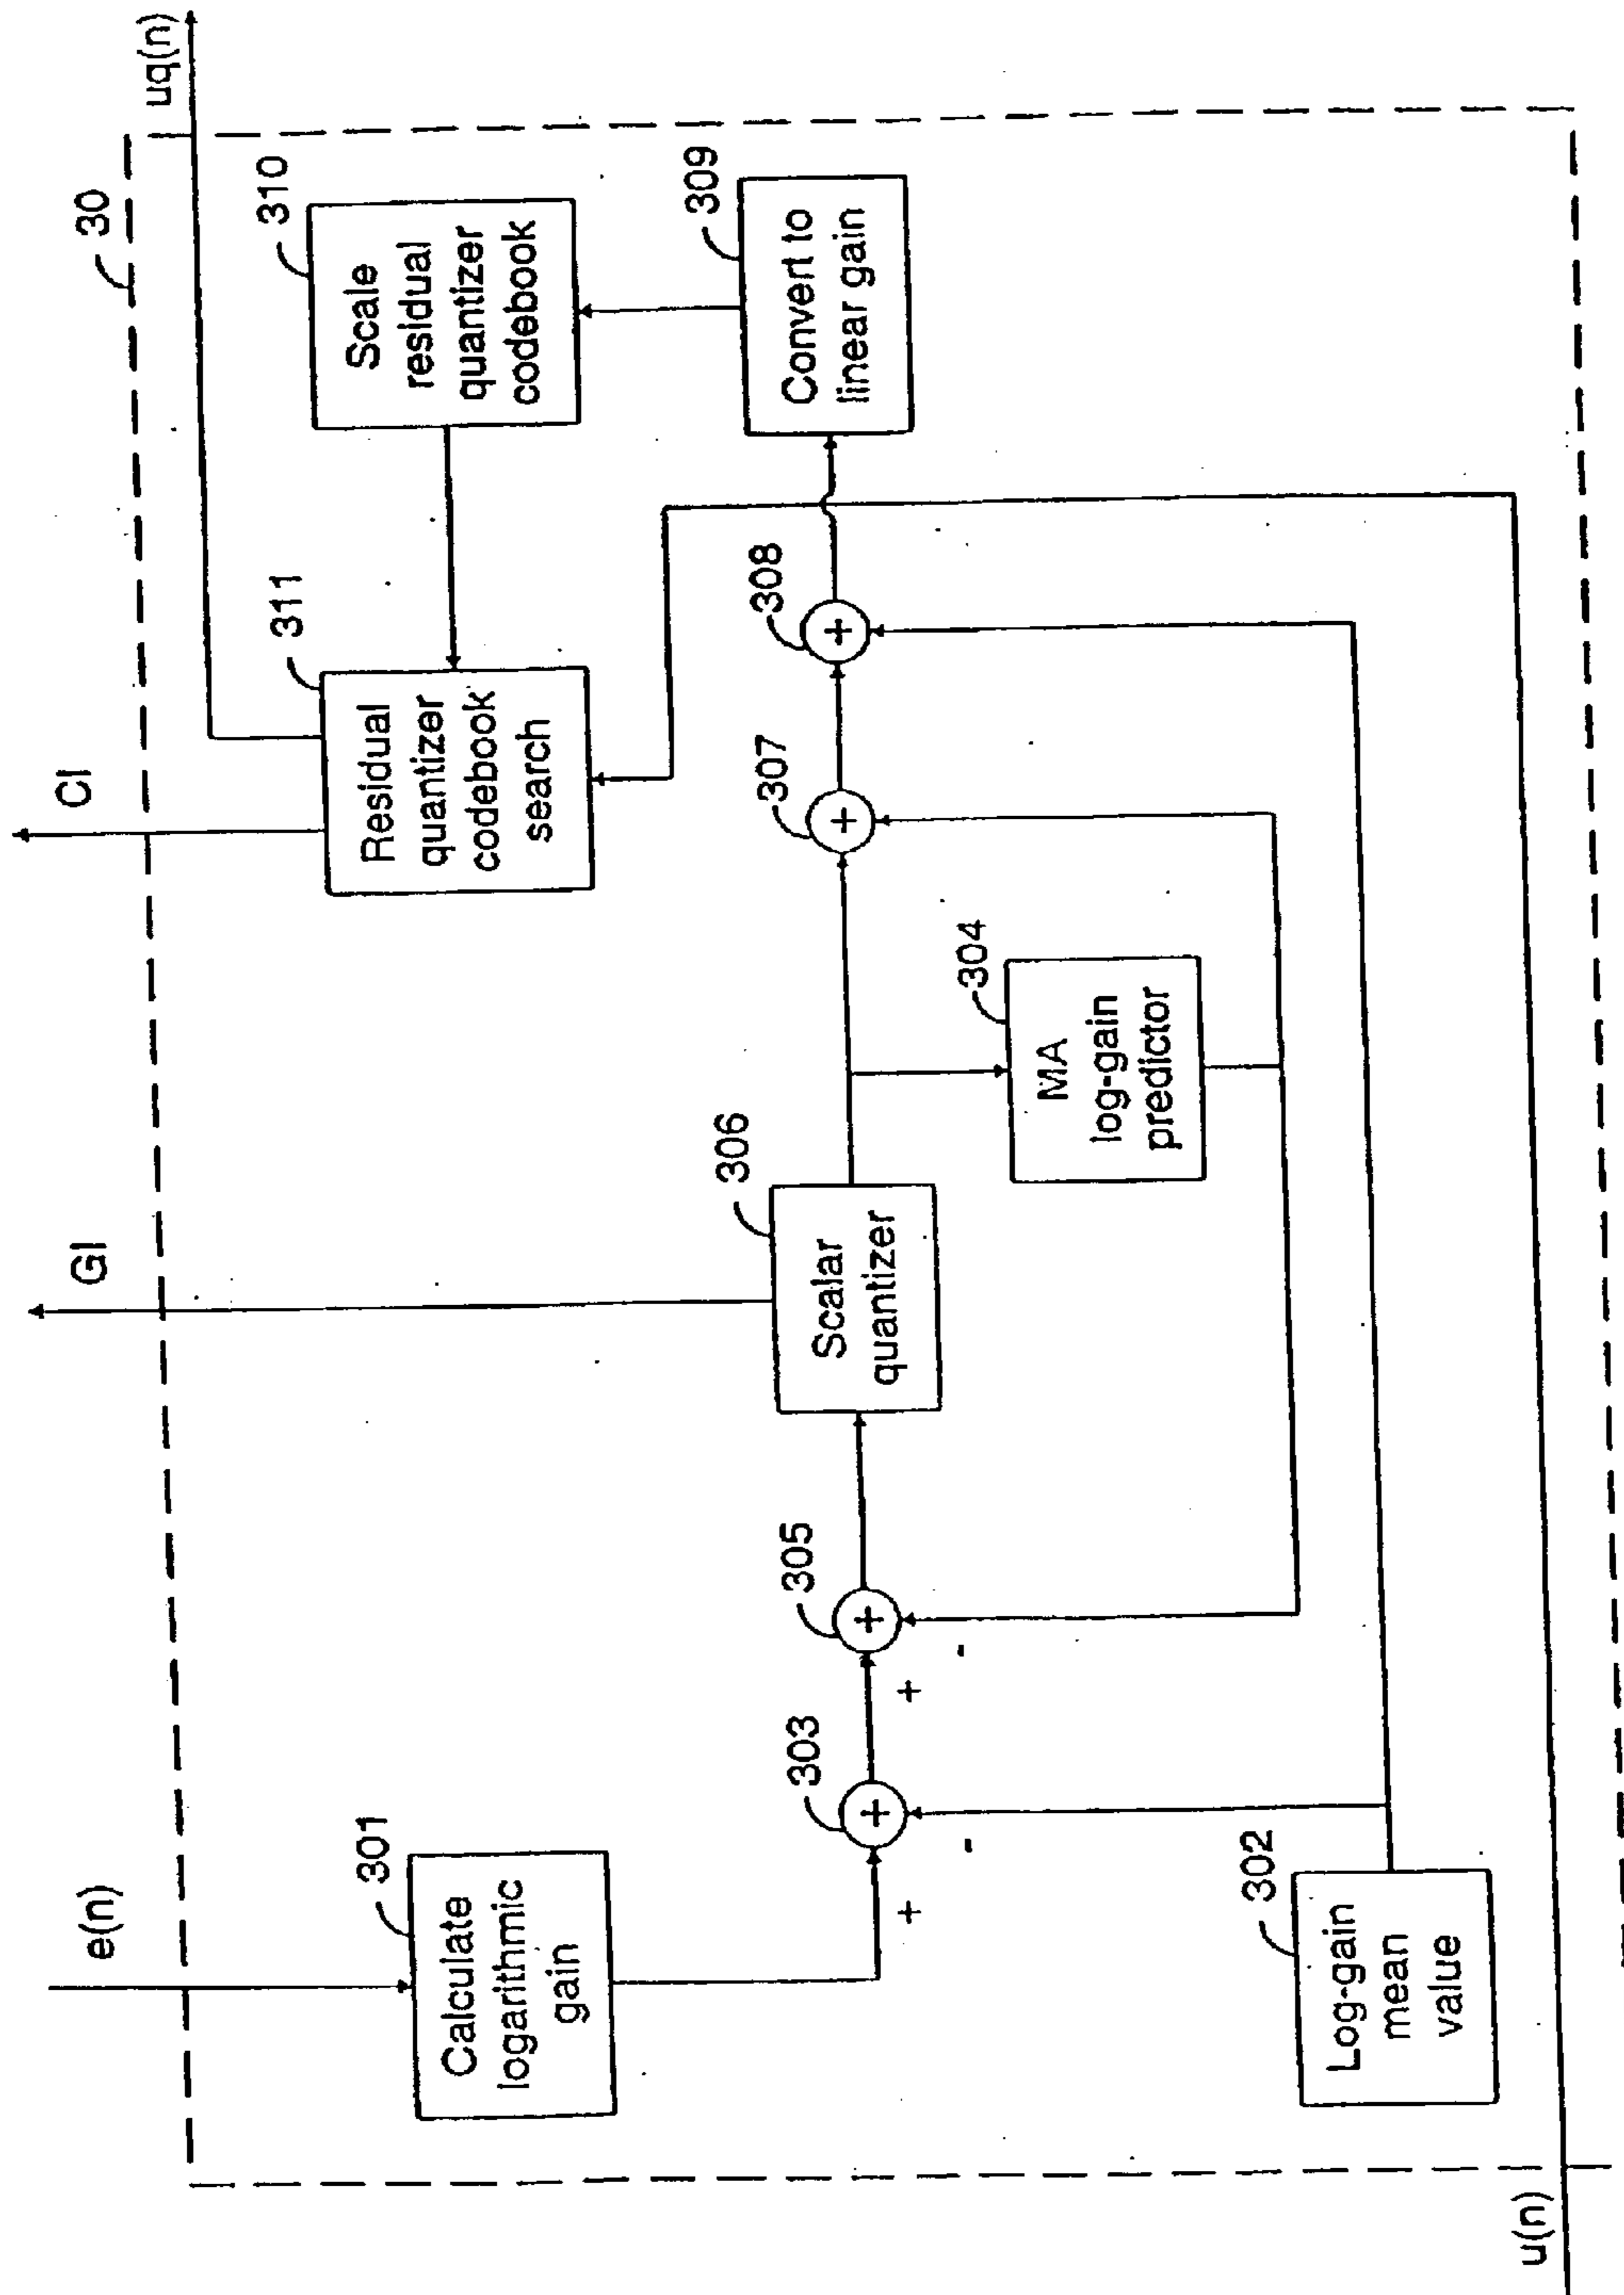 e(n)
GI
CI
uq(n)
30
301
Calculate
logarithmic
gain
311
Residual
quantizer
codebook
search
310
Scale
residual
quantizer
codebook
303
+
+
-
305
+
+
-
306
Scalar
quantizer
307
+
308
+
309
Convert to
linear gain
304
MA
log-gain
predictor
302
Log-gain
mean
value
u(n)